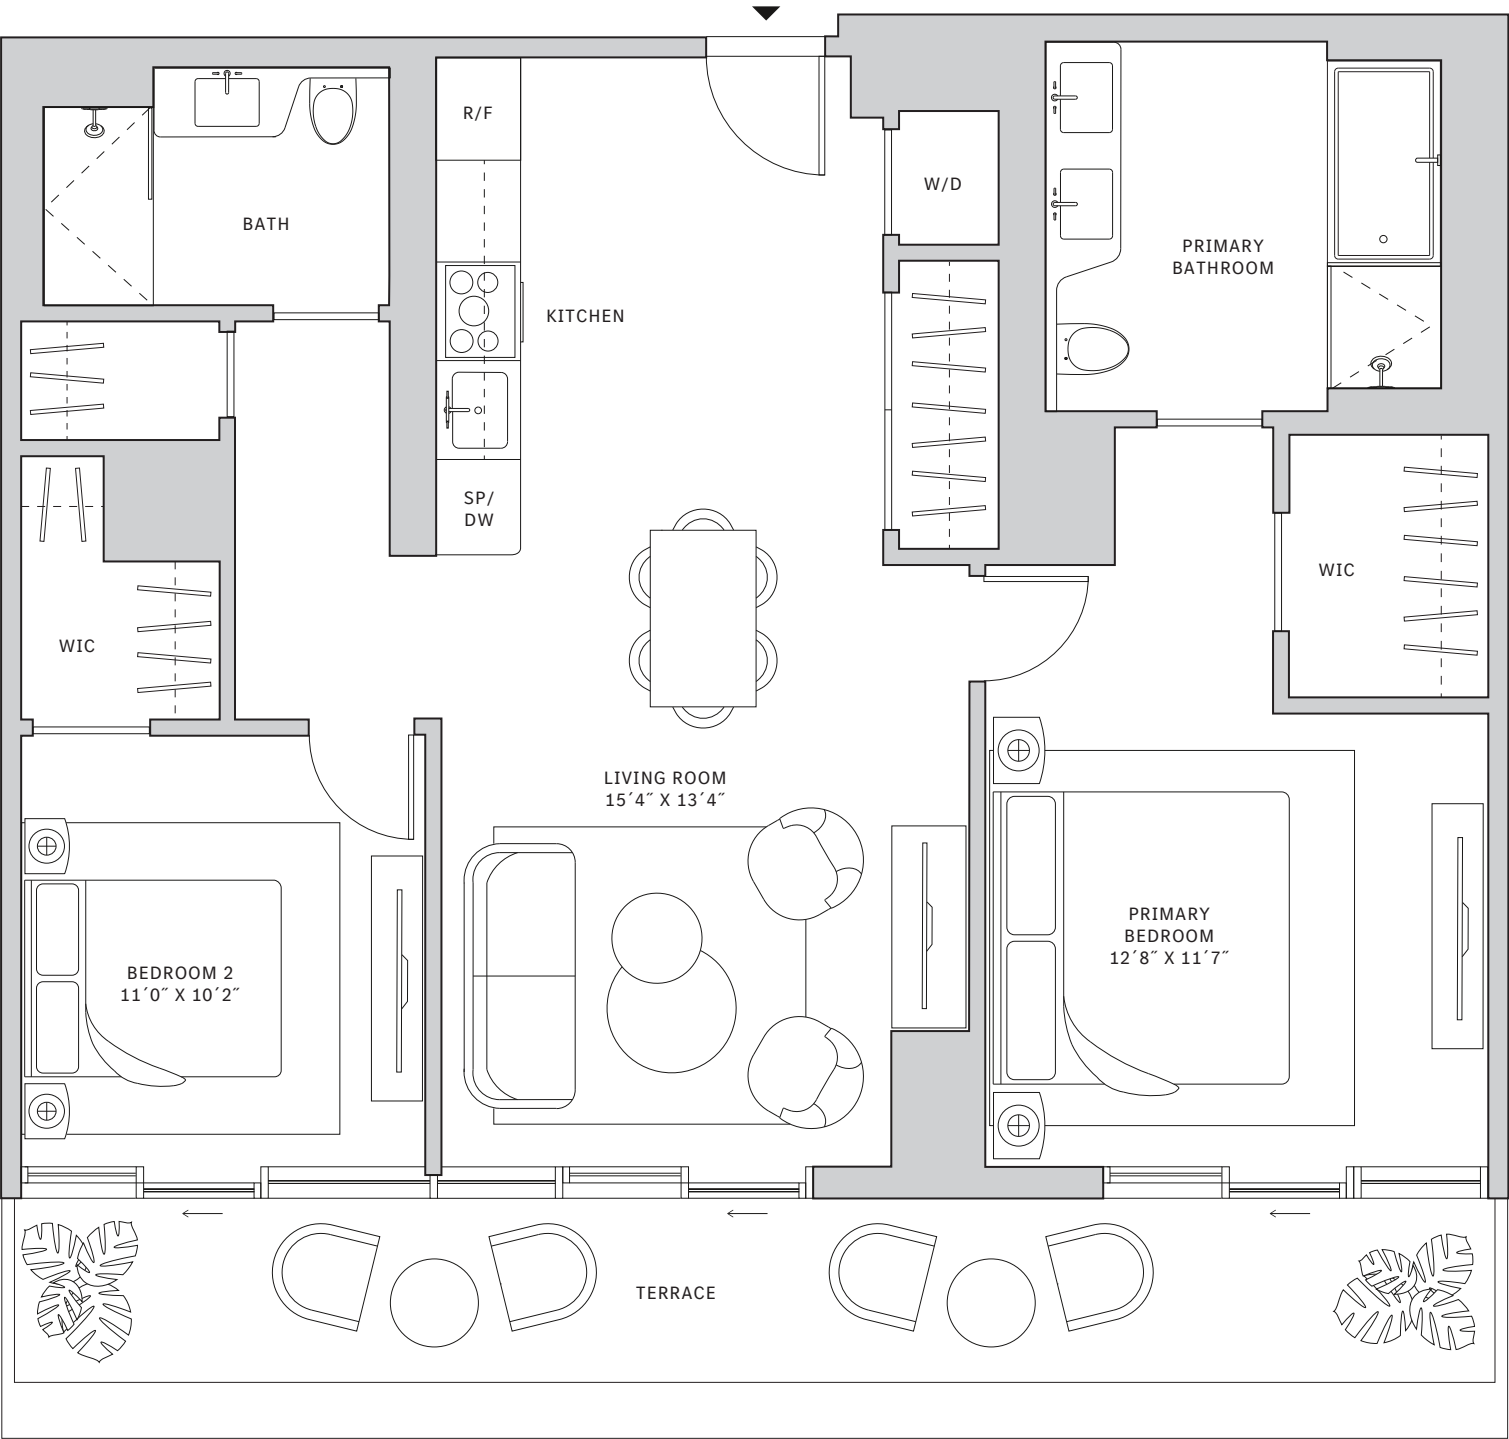 R/F
W/D
BATH
PRIMARY
BATHROOM
KITCHEN
SP/
DW
WIC
WIC
LIVING ROOM
15´4˝ X 13´4˝
PRIMARY
BEDROOM
12´8˝ X 11´7˝
BEDROOM 2
11´0˝ X 10´2˝
TERRACE